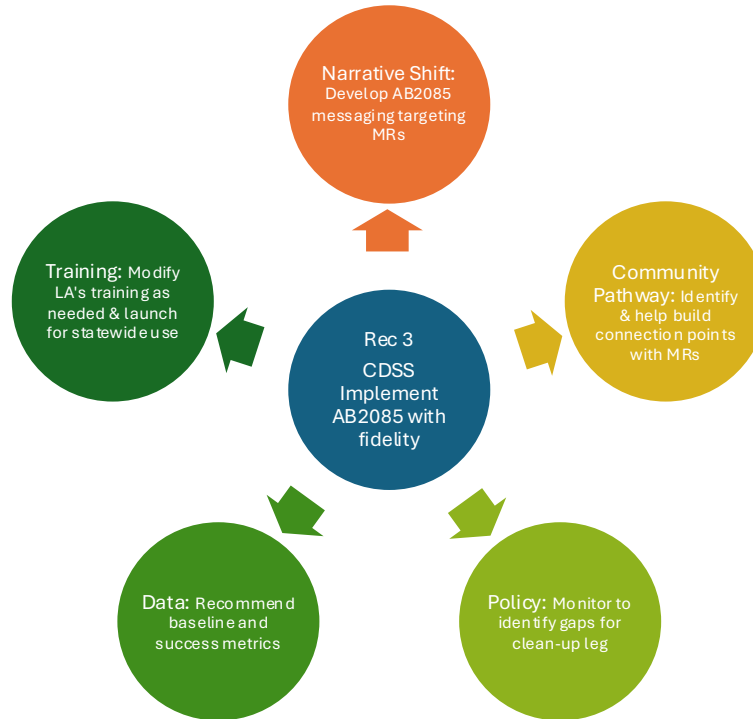 Narrative Shift:
Develop AB2085
messaging targeting
MRs
Training: Modify
LA's training as
needed & launch
for statewide use
Community
Pathway: Identify
& help build
connection points
with MRs
Rec 3
CDSS
Implement
AB2085 with
fidelity
Data: Recommend
baseline and
success metrics
Policy: Monitor to
identify gaps for
clean-up leg